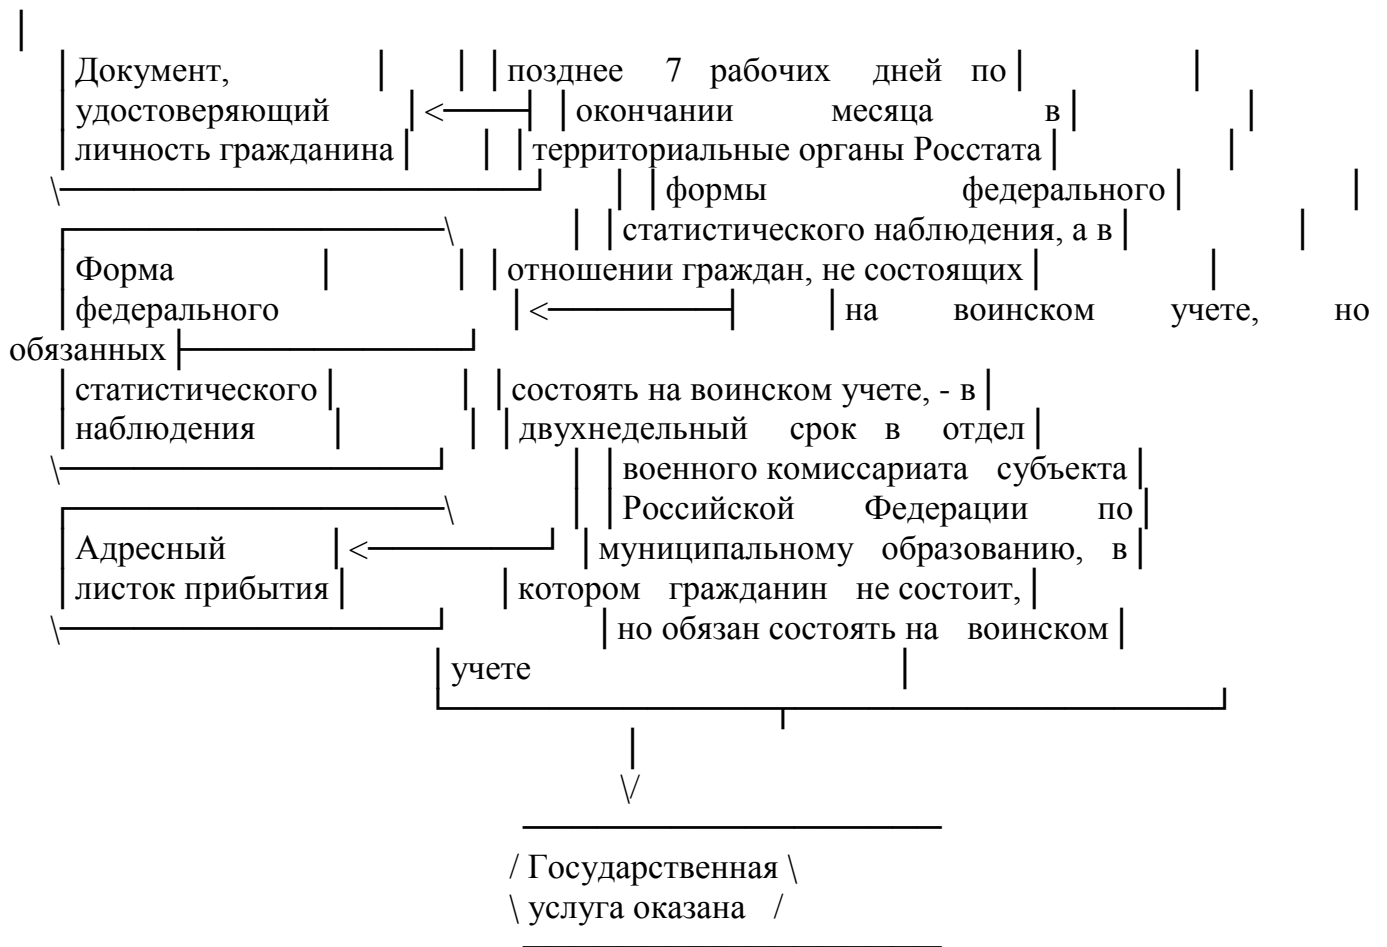 Документ, позднее 7 рабочих дней по
удостоверяющий < окончании месяца в
личность гражданина территориальные органы Росстата
формы федерального
статистического наблюдения, а в
Форма отношении граждан, не состоящих
федерального < на воинском учете, но
обязанных
статистического состоять на воинском учете, - в
наблюдения двухнедельный срок в отдел
военного комиссариата субъекта
Российской Федерации по
Адресный < муниципальному образованию, в
листок прибытия котором гражданин не состоит,
но обязан состоять на воинском
учете
\/
/ Государственная \
\ услуга оказана /